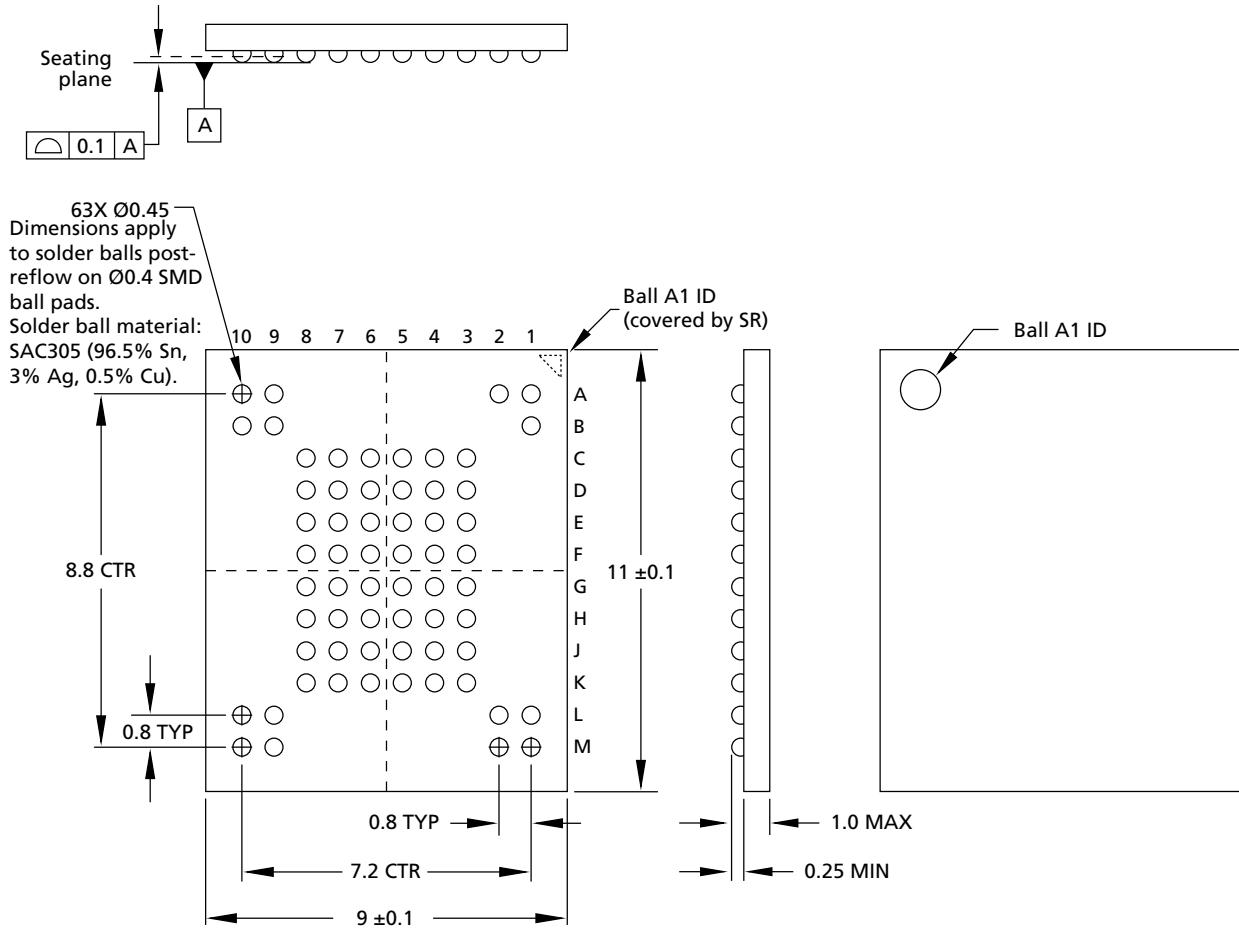 Seating
plane
A
0.1 A
63X Ø0.45
Dimensions apply
to solder balls post-
reflow on Ø0.4 SMD
ball pads.
Solder ball material:
SAC305 (96.5% Sn,
3% Ag, 0.5% Cu).
Ball A1 ID
(covered by SR)
Ball A1 ID
10 9 8 7 6 5 4 3 2 1
A
B
C
D
E
F
G
H
J
K
L
M
8.8 CTR
11 ±0.1
0.8 TYP
0.8 TYP
1.0 MAX
7.2 CTR
0.25 MIN
9 ±0.1